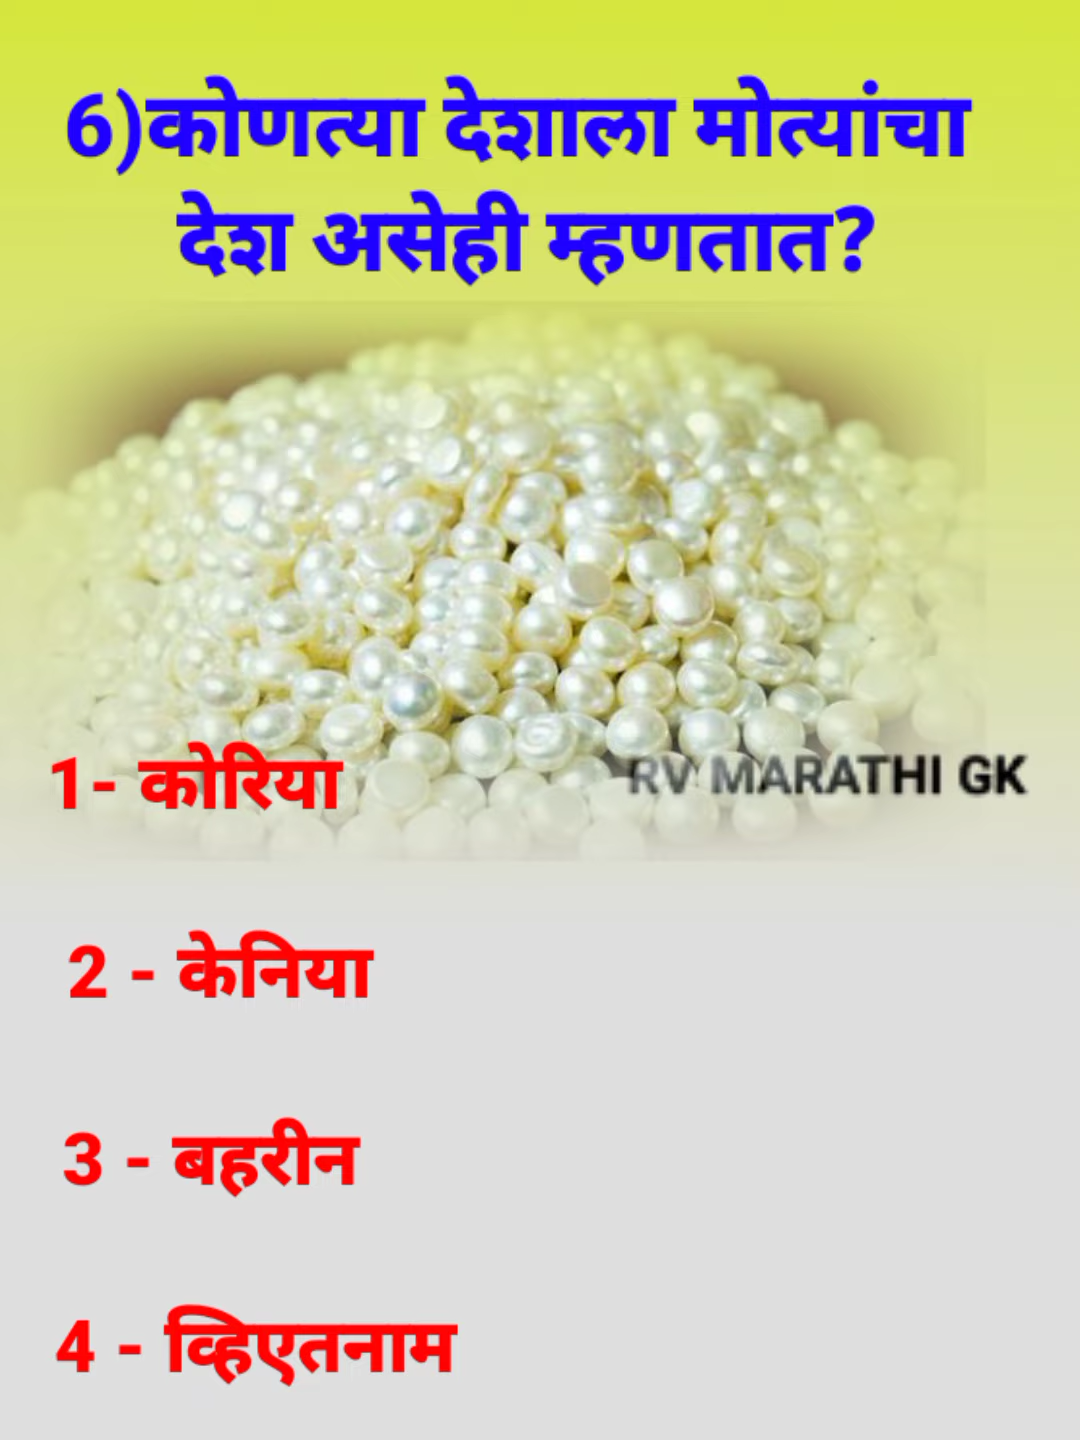 6)कोणत्या देशाला मोत्यांचा
देश असेही म्हणतात?
1- कोरिया
RV MARATHI GK
2 - केनिया
3 - बहरीन
4 - व्हिएतनाम